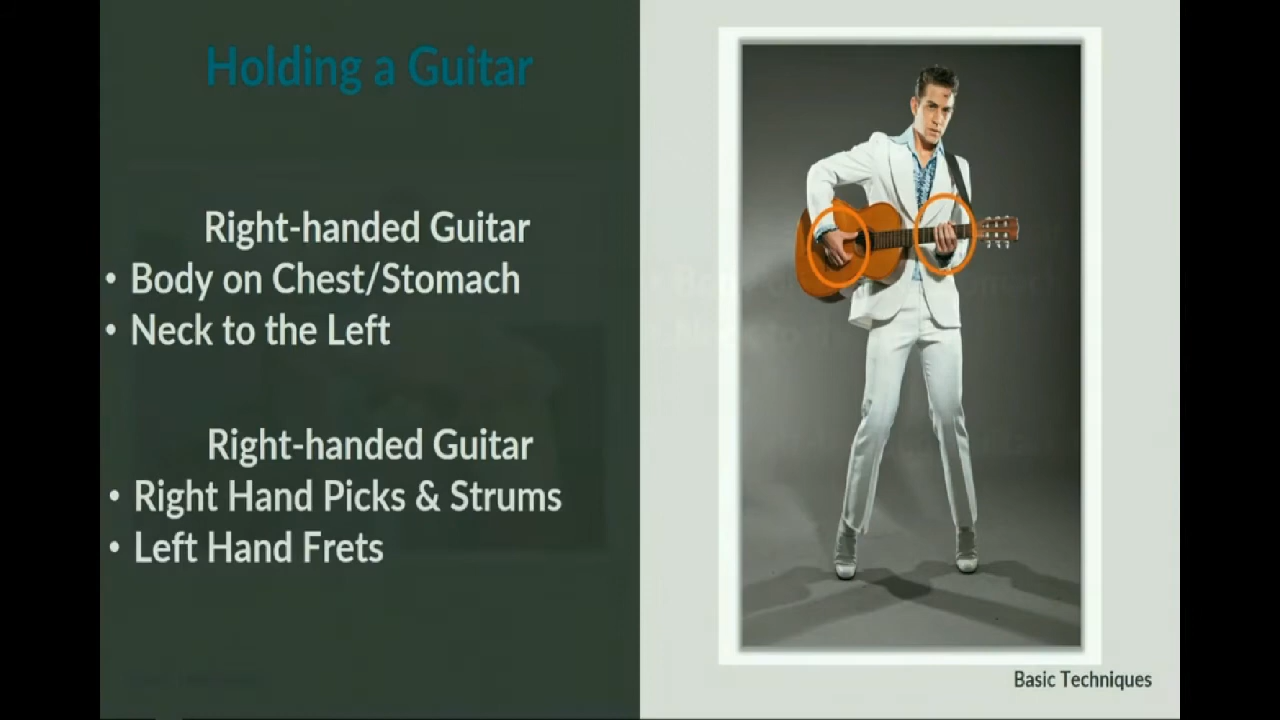 Holding a Guitar
Right-handed Guitar
• Body on Chest/Stomach
• Neck to the Left
Right-handed Guitar
• Right Hand Picks & Strums
• Left Hand Frets
Basic Techniques